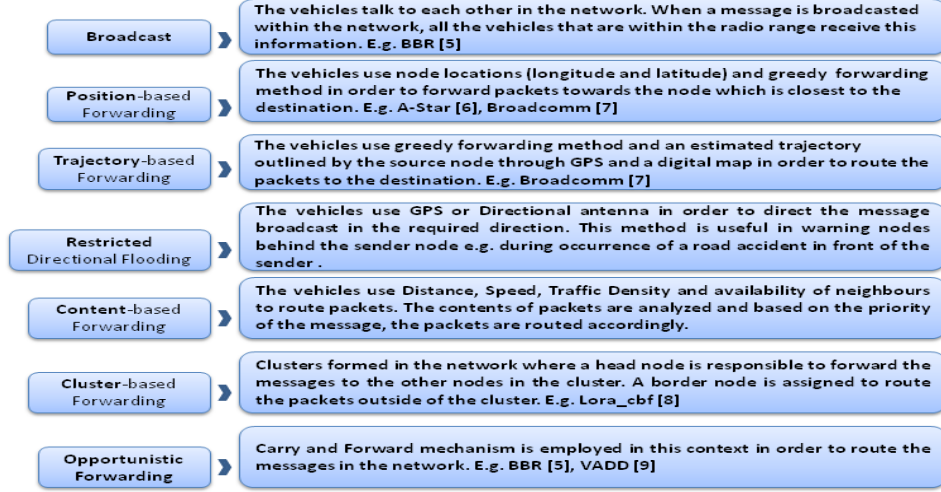 Broadcast
The vehicles talk to each other in the network. When a message is broadcasted
within the network, all the vehicles that are within the radio range receive this
information. E.g. BBR [5]
Position-based
Forwarding
The vehicles use node locations (longitude and latitude) and greedy forwarding
method in order to forward packets towards the node which is closest to the
destination. E.g. A-Star [6], Broadcomm [7]
Trajectory-based
Forwarding
The vehicles use greedy forwarding method and an estimated trajectory
outlined by the source node through GPS and a digital map in order to route the
packets to the destination. E.g. Broadcomm [7]
Restricted
Directional Flooding
The vehicles use GPS or Directional antenna in order to direct the message
broadcast in the required direction. This method is useful in warning nodes
behind the sender node e.g. during occurrence of a road accident in front of the
sender .
Content-based
Forwarding
The vehicles use Distance, Speed, Traffic Density and availability of neighbours
to route packets. The contents of packets are analyzed and based on the priority
of the message, the packets are routed accordingly.
Cluster-based
Forwarding
Clusters formed in the network where a head node is responsible to forward the
messages to the other nodes in the cluster. A border node is assigned to route
the packets outside of the cluster. E.g. Lora_cbf [8]
Opportunistic
Forwarding
Carry and Forward mechanism is employed in this context in order to route the
messages in the network. E.g. BBR [5], VADD [9]